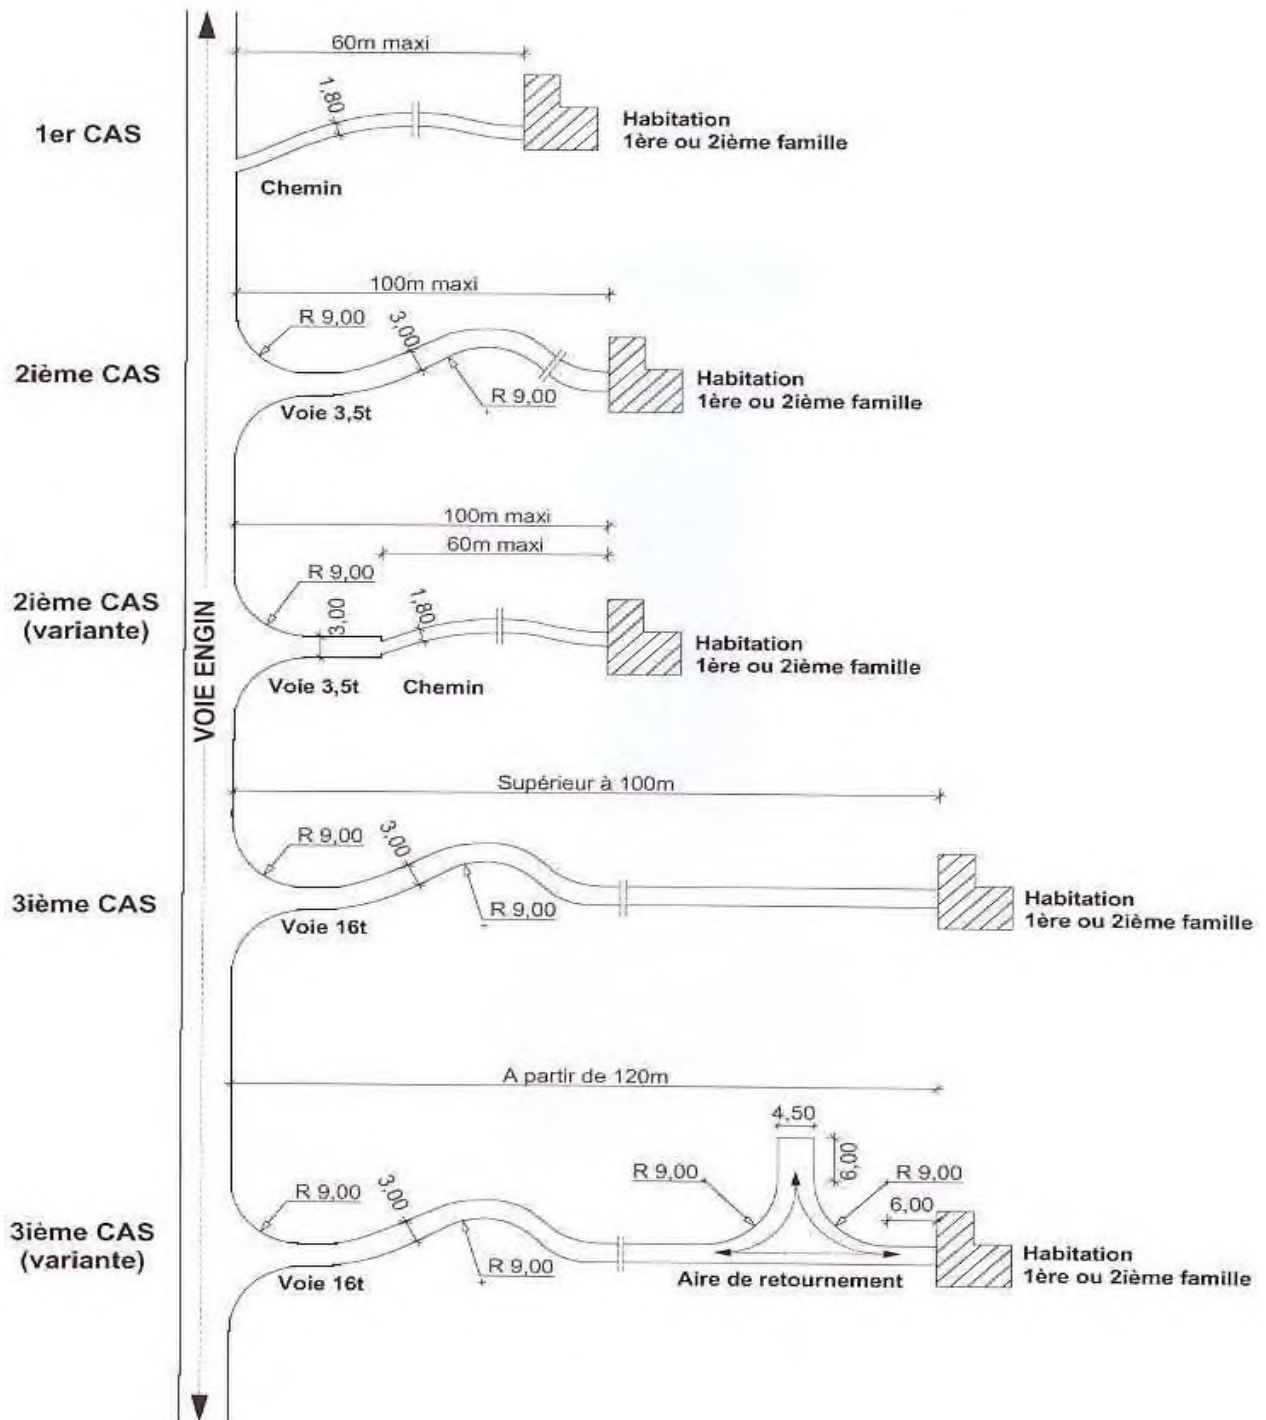 60m maxi
1,80
1er CAS
Habitation
1ère ou 2ième famille
Chemin
100m maxi
R 9,00
3,00
2ième CAS
Habitation
1ère ou 2ième famille
R 9,00
Voie 3,5t
100m maxi
60m maxi
R 9,00
2ième CAS
(variante)
3,00
1,80
Habitation
1ère ou 2ième famille
Voie 3,5t
Chemin
VOIE ENGIN
Supérieur à 100m
R 9,00
3,00
3ième CAS
R 9,00
Habitation
1ère ou 2ième famille
Voie 16t
A partir de 120m
4,50
6,00
R 9,00
R 9,00
R 9,00
3,00
6,00
3ième CAS
(variante)
R 9,00
Habitation
1ère ou 2ième famille
Voie 16t
Aire de retournement